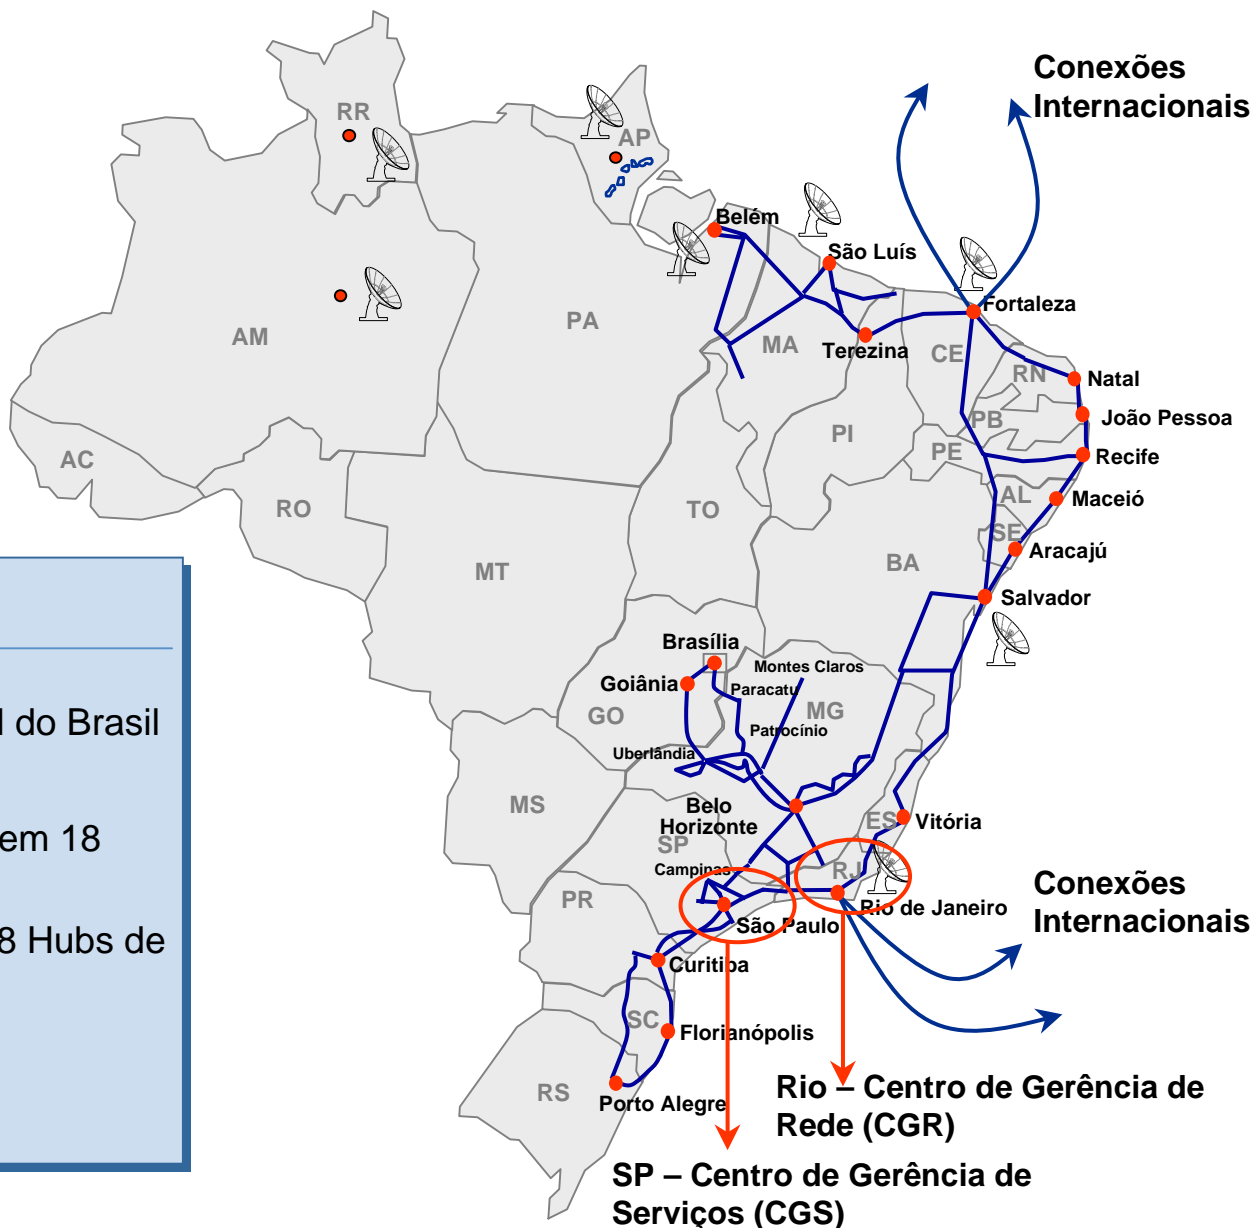 Conexões
Internacionais
RR
AP
Belém
São Luís
Fortaleza
AM
PA
MA
Terezina
CE
RN
Natal
PB
João Pessoa
PI
PE
Recife
AC
RO
TO
AL
Maceió
SE
Aracajú
MT
BA
Salvador
Brasília
Montes Claros
Goiânia
Paracatu
GO
MG
Patrocínio
Uberlândia
l do Brasil
MS
Belo
Horizonte
ES
Vitória
em 18
SP
Campinas
RJ
Conexões
Internacionais
PR
São Paulo
Rio de Janeiro
8 Hubs de
Curitiba
SC
Florianópolis
RS
Porto Alegre
Rio – Centro de Gerência de
Rede (CGR)
SP – Centro de Gerência de
Serviços (CGS)